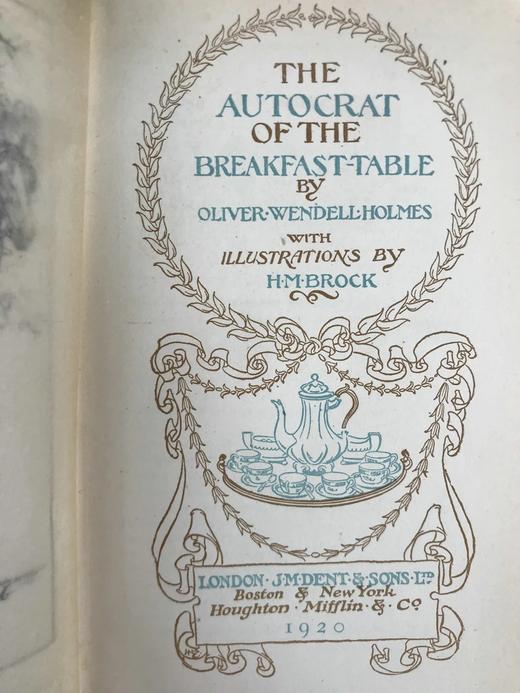 THE
AUTOCRAT
OF THE
BREAKFAST-TABLE
BY
OLIVER·WENDELL·HOLMES
WITH
ILLUSTRATIONS BY
H·M·BROCK
LONDON·J·M·DENT·&·SONS·LTD
Boston & New York
Houghton·Mifflin·&·Co
1920